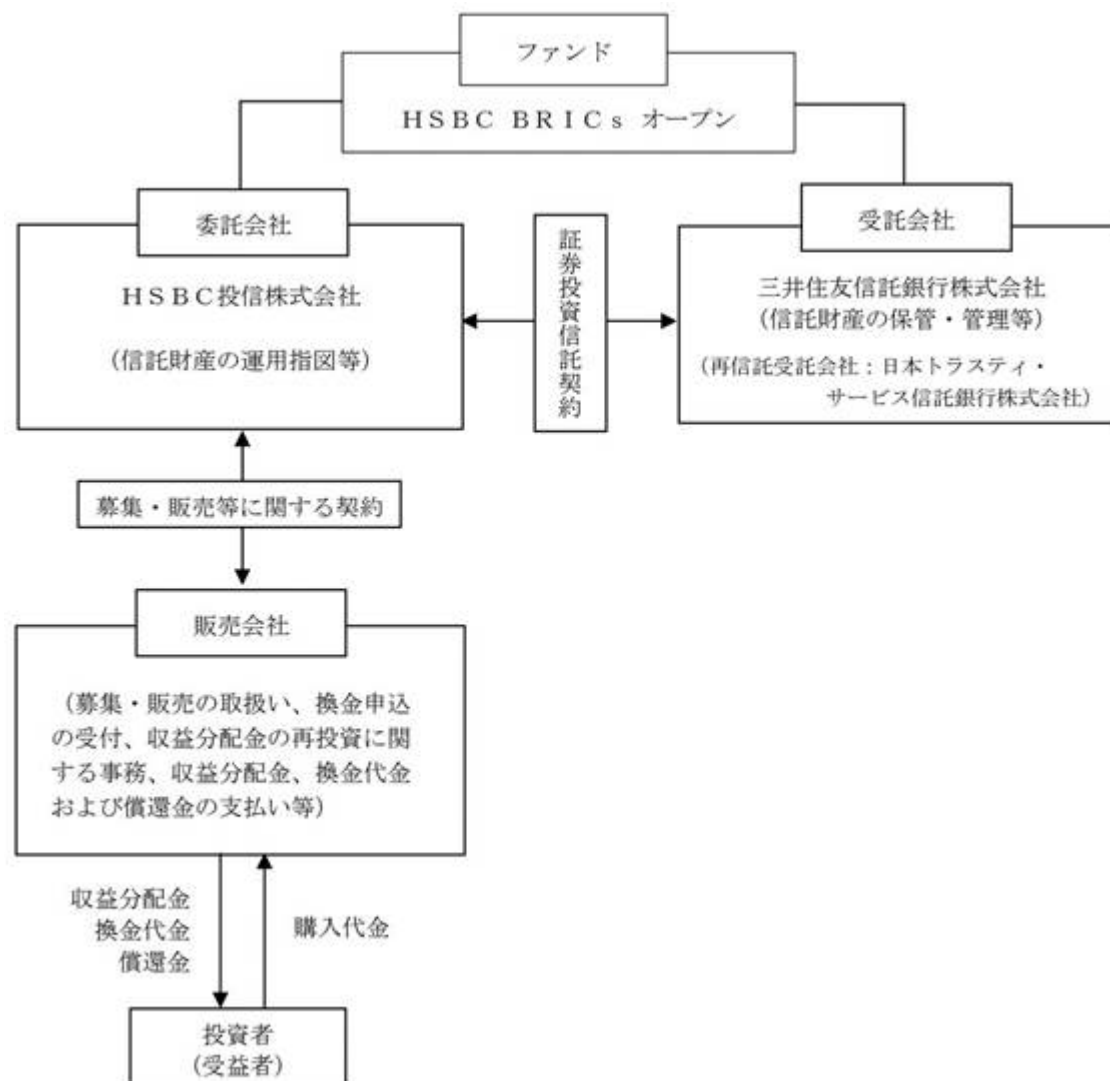 ファンド
ＨＳＢＣ ＢＲＩＣｓ オープン
委託会社
ＨＳＢＣ投信株式会社
（信託財産の運用指図等）
証券投資信託契約
受託会社
三井住友信託銀行株式会社
（信託財産の保管・管理等）
（再信託受託会社：日本トラスティ・
サービス信託銀行株式会社）
募集・販売等に関する契約
販売会社
（募集・販売の取扱い、換金申込
の受付、収益分配金の再投資に関
する事務、収益分配金、換金代金
および償還金の支払い等）
収益分配金
換金代金
償還金
購入代金
投資者
（受益者）